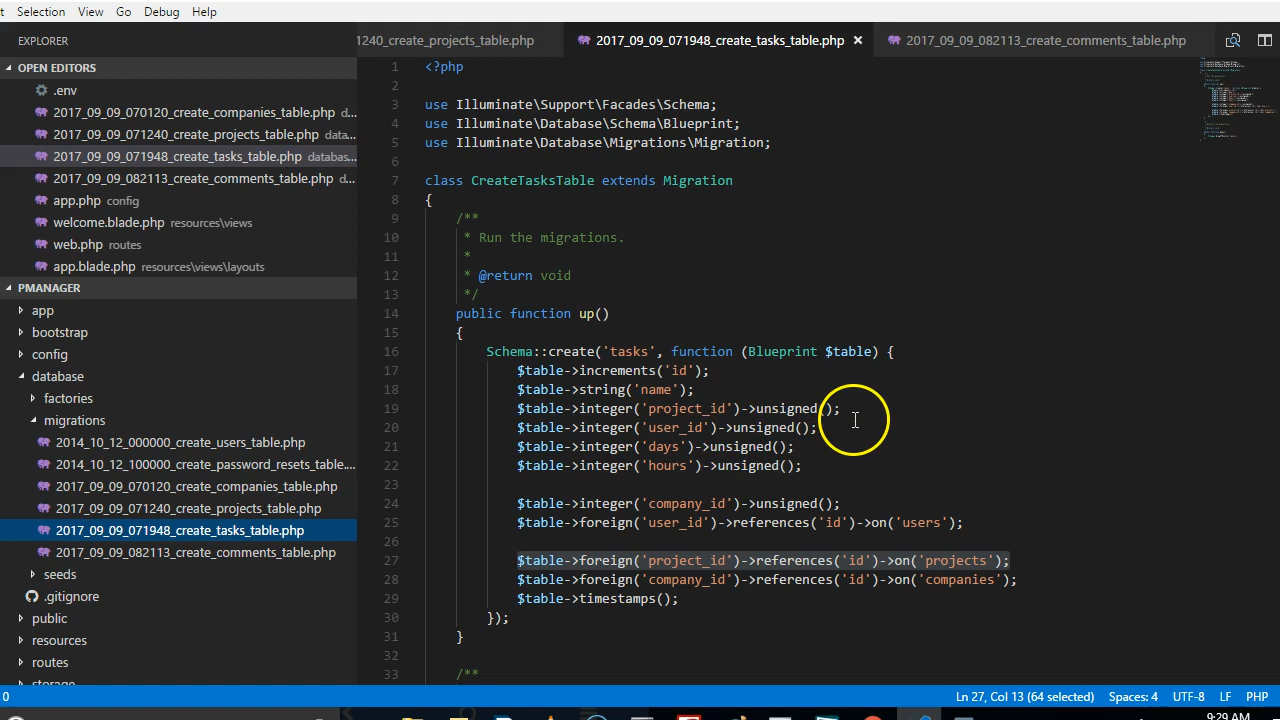 t Selection View Go Debug Help
EXPLORER
1240_create_projects_table.php 2017_09_09_071948_create_tasks_table.php × 2017_09_09_082113_create_comments_table.php
OPEN EDITORS
.env
2017_09_09_070120_create_companies_table.php d...
2017_09_09_071240_create_projects_table.php data...
2017_09_09_071948_create_tasks_table.php databas...
2017_09_09_082113_create_comments_table.php d...
app.php config
welcome.blade.php resources\views
web.php routes
app.blade.php resources\views\layouts
PMANAGER
app
bootstrap
config
database
factories
migrations
2014_10_12_000000_create_users_table.php
2014_10_12_100000_create_password_resets_table....
2017_09_09_070120_create_companies_table.php
2017_09_09_071240_create_projects_table.php
2017_09_09_071948_create_tasks_table.php
2017_09_09_082113_create_comments_table.php
seeds
.gitignore
public
resources
routes
storage
1 <?php
2
3 use Illuminate\Support\Facades\Schema;
4 use Illuminate\Database\Schema\Blueprint;
5 use Illuminate\Database\Migrations\Migration;
6
7 class CreateTasksTable extends Migration
8 {
9 /**
10 * Run the migrations.
11 *
12 * @return void
13 */
14 public function up()
15 {
16 Schema::create('tasks', function (Blueprint $table) {
17 $table->increments('id');
18 $table->string('name');
19 $table->integer('project_id')->unsigned();
20 $table->integer('user_id')->unsigned();
21 $table->integer('days')->unsigned();
22 $table->integer('hours')->unsigned();
23
24 $table->integer('company_id')->unsigned();
25 $table->foreign('user_id')->references('id')->on('users');
26
27 $table->foreign('project_id')->references('id')->on('projects');
28 $table->foreign('company_id')->references('id')->on('companies');
29 $table->timestamps();
30 });
31 }
32
33 /**
0 Ln 27, Col 13 (64 selected) Spaces: 4 UTF-8 LF PHP
9:29 AM